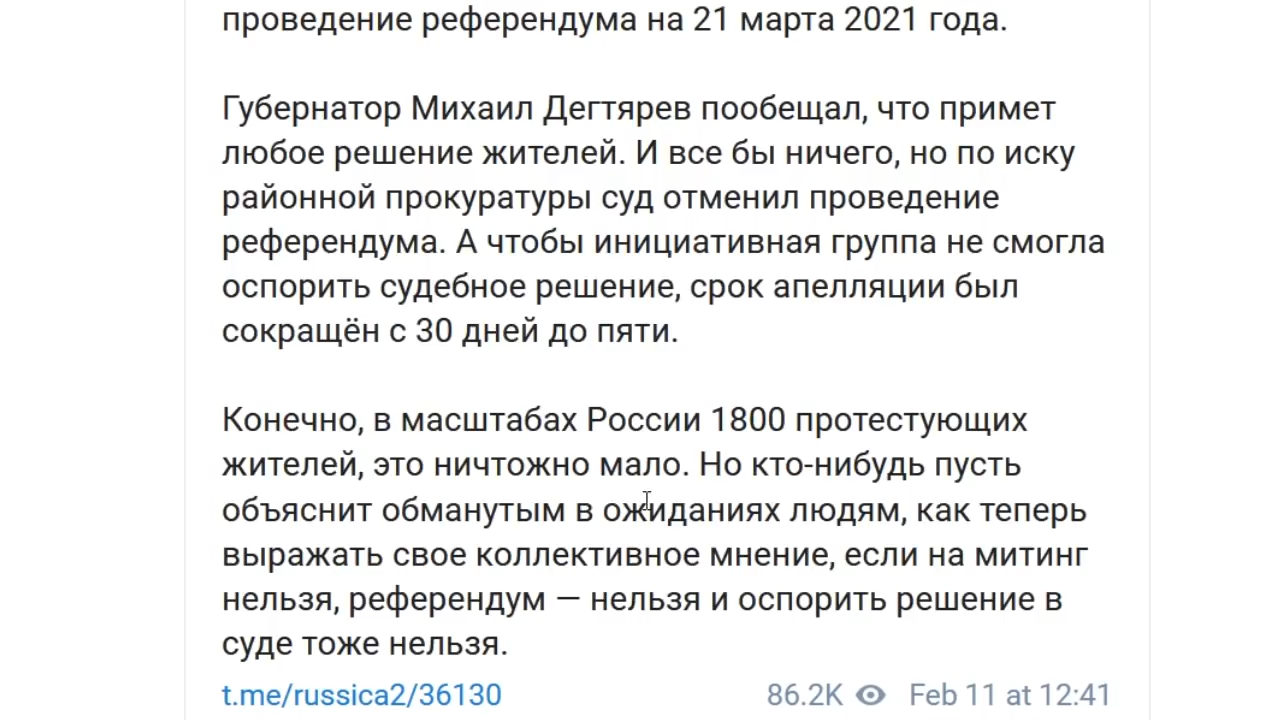 проведение референдума на 21 марта 2021 года.
Губернатор Михаил Дегтярев пообещал, что примет
любое решение жителей. И все бы ничего, но по иску
районной прокуратуры суд отменил проведение
референдума. А чтобы инициативная группа не смогла
оспорить судебное решение, срок апелляции был
сокращён с 30 дней до пяти.
Конечно, в масштабах России 1800 протестующих
жителей, это ничтожно мало. Но кто-нибудь пусть
объяснит обманутым в ожиданиях людям, как теперь
выражать свое коллективное мнение, если на митинг
нельзя, референдум — нельзя и оспорить решение в
суде тоже нельзя.
t.me/russica2/36130 86.2K Feb 11 at 12:41